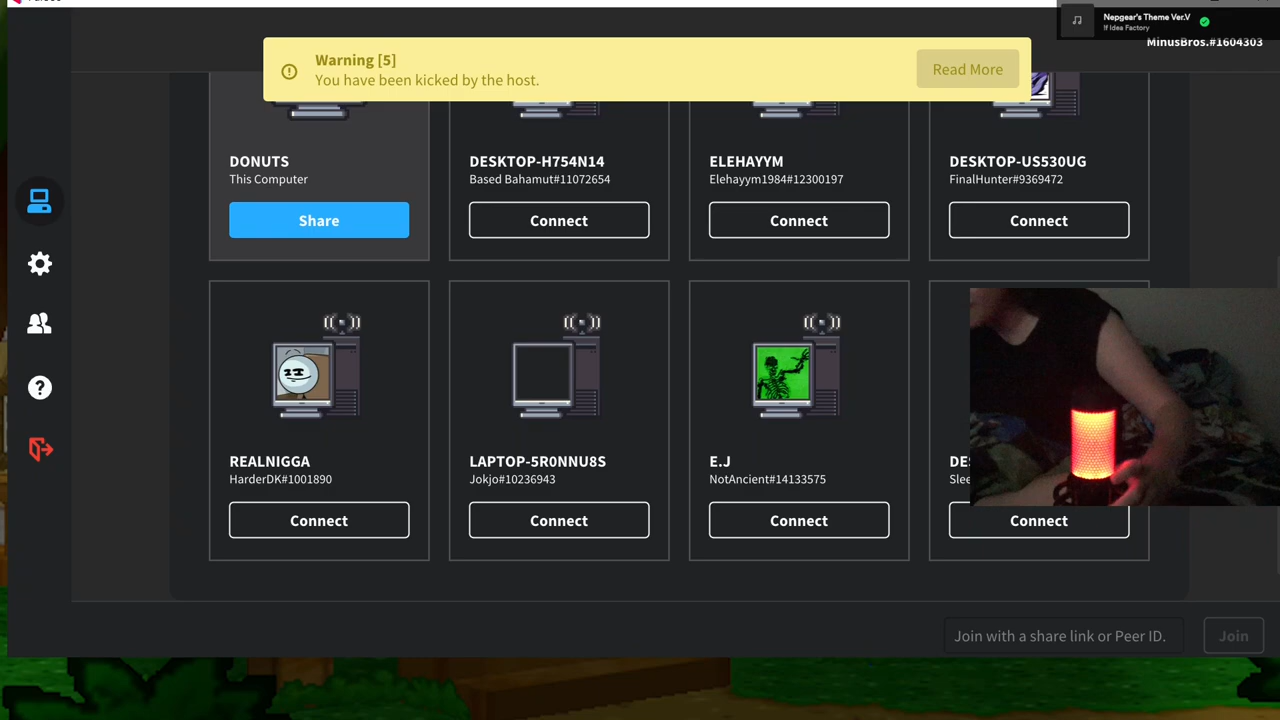 Nepgear's Theme Ver.V
If Idea Factory
MinusBros.#1604303
Warning [5]
You have been kicked by the host.
Read More
DONUTS
This Computer
Share
DESKTOP-H754N14
Based Bahamut#11072654
Connect
ELEHAYYM
Elehayym1984#12300197
Connect
DESKTOP-US530UG
FinalHunter#9369472
Connect
REALNIGGA
HarderDK#1001890
Connect
LAPTOP-5R0NNU8S
Jokjo#10236943
Connect
E.J
NotAncient#14133575
Connect
Connect
Join with a share link or Peer ID.
Join